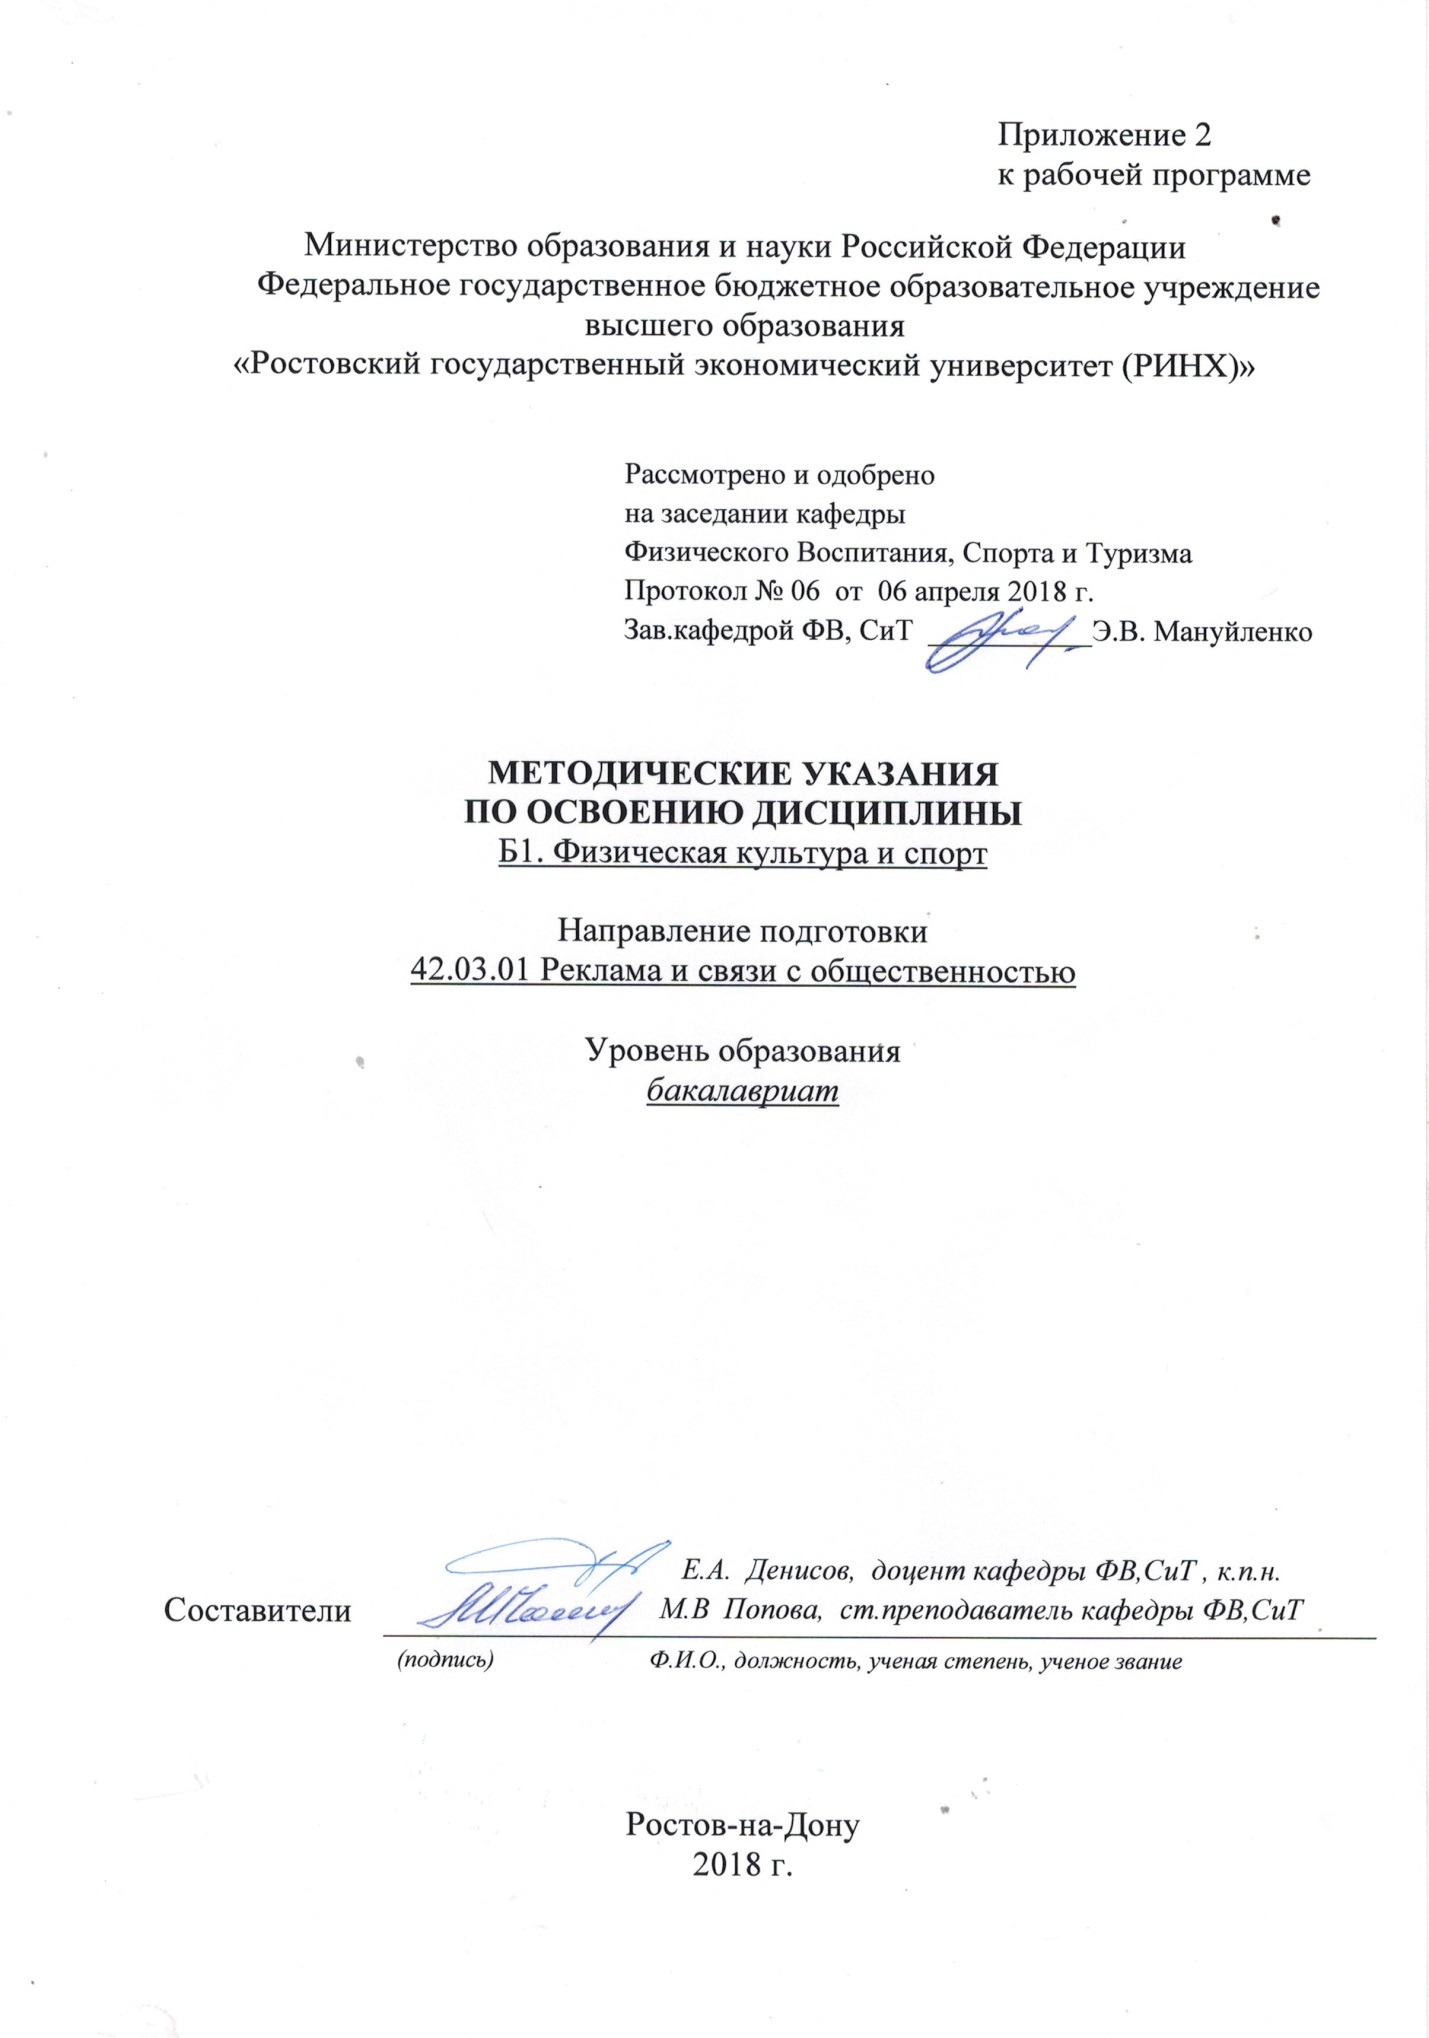 Приложение 2
к рабочей программе
Министерство образования и науки Российской Федерации
Федеральное государственное бюджетное образовательное учреждение
высшего образования
«Ростовский государственный экономический университет (РИНХ)»
Рассмотрено и одобрено
на заседании кафедры
Физического Воспитания, Спорта и Туризма
Протокол № 06 от 06 апреля 2018 г.
Зав.кафедрой ФВ, СиТ ___________Э.В. Мануйленко
МЕТОДИЧЕСКИЕ УКАЗАНИЯ
ПО ОСВОЕНИЮ ДИСЦИПЛИНЫ
Б1. Физическая культура и спорт
Направление подготовки
42.03.01 Реклама и связи с общественностью
Уровень образования
бакалавриат
Е.А. Денисов, доцент кафедры ФВ,СиТ , к.п.н.
Составители М.В Попова, ст.преподаватель кафедры ФВ,СиТ
(подпись) Ф.И.О., должность, ученая степень, ученое звание
Ростов-на-Дону
2018 г.